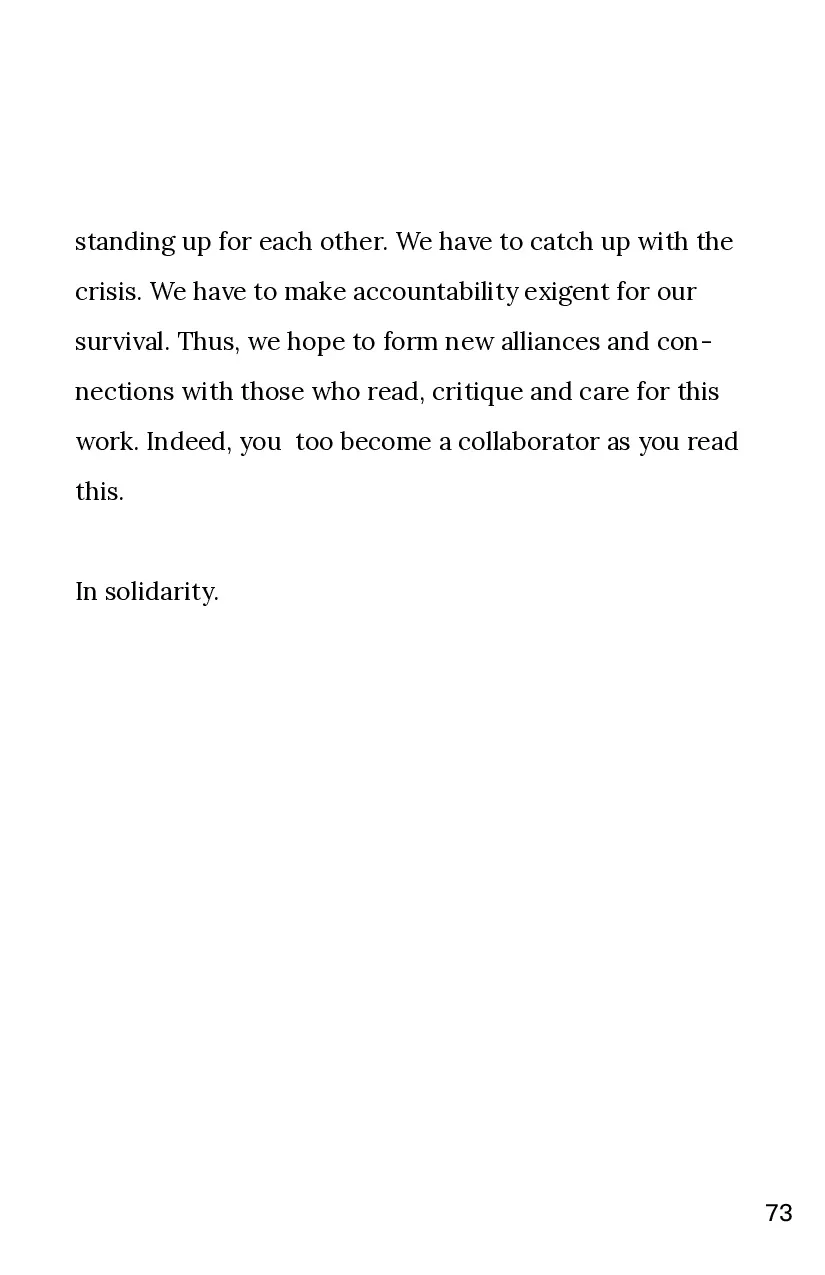 standing up for each other. We have to catch up with the
crisis. We have to make accountability exigent for our
survival. Thus, we hope to form new alliances and con-
nections with those who read, critique and care for this
work. Indeed, you  too become a collaborator as you read
this.
In solidarity.
73